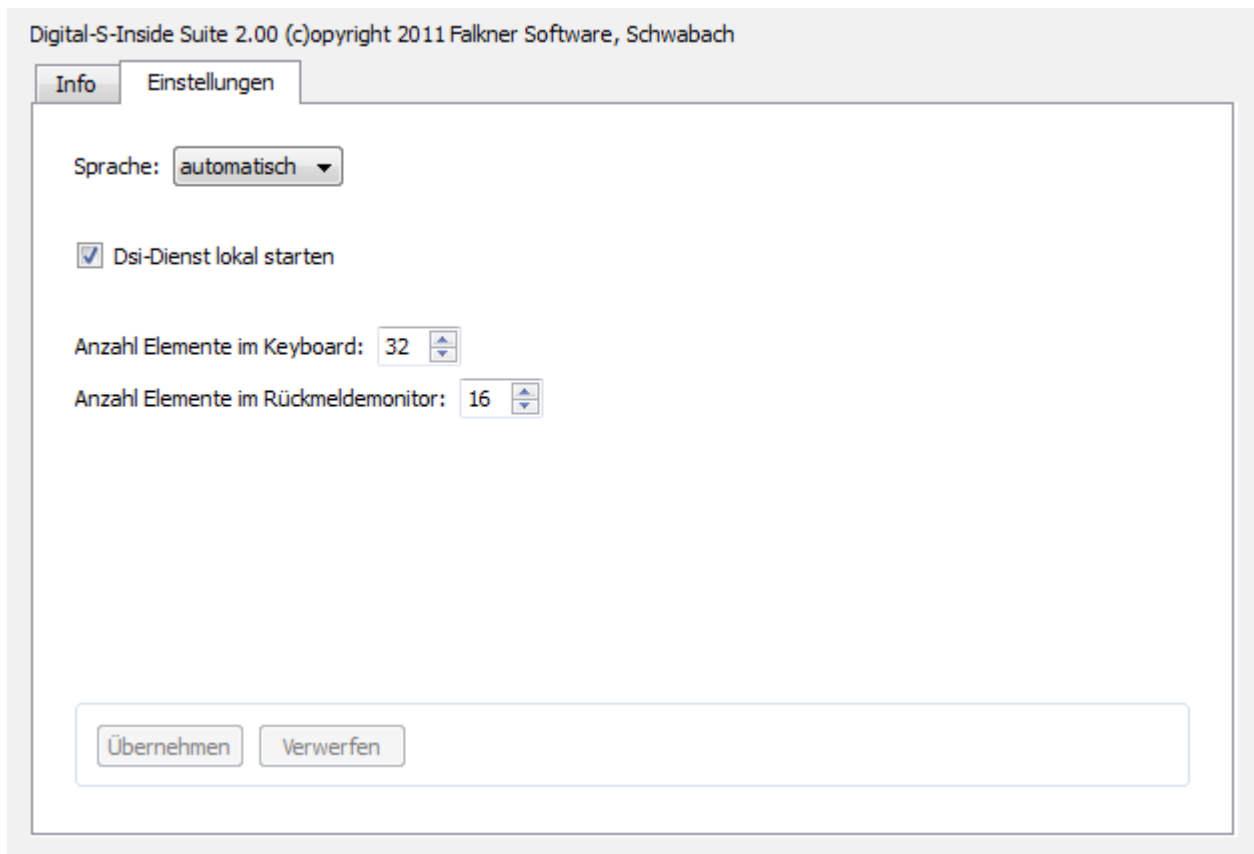 Digital-S-Inside Suite 2.00 (c)opyright 2011 Falkner Software, Schwabach
Info Einstellungen
Sprache: automatisch
Dsi-Dienst lokal starten
Anzahl Elemente im Keyboard: 32
Anzahl Elemente im Rückmeldemonitor: 16
Übernehmen Verwerfen